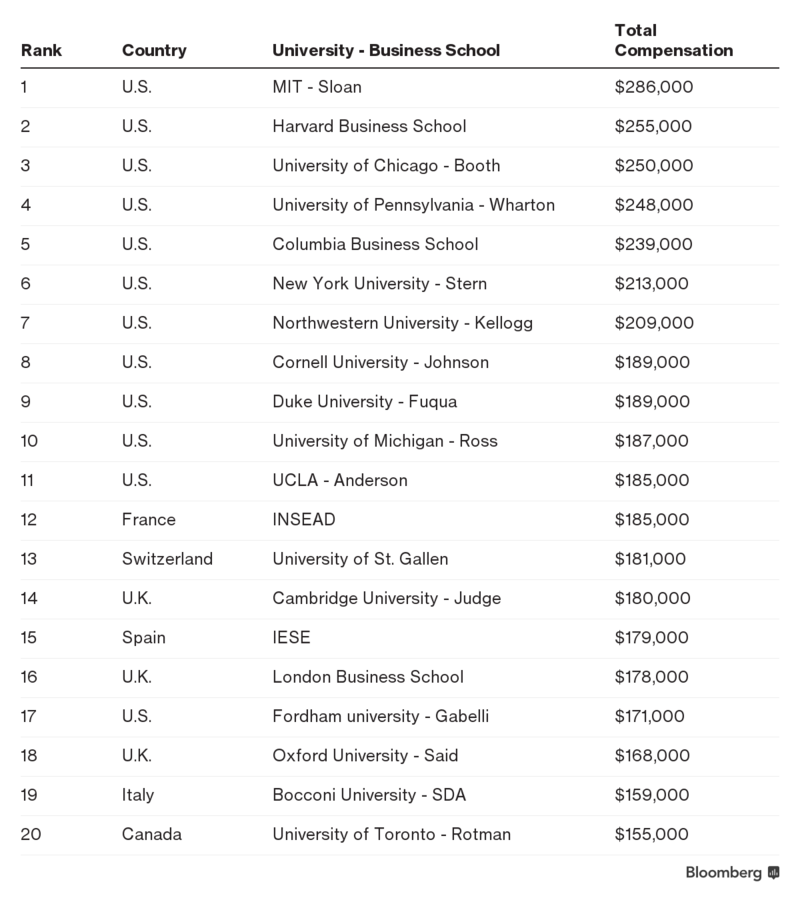 Rank Country University - Business School Total Compensation
1 U.S. MIT - Sloan $286,000
2 U.S. Harvard Business School $255,000
3 U.S. University of Chicago - Booth $250,000
4 U.S. University of Pennsylvania - Wharton $248,000
5 U.S. Columbia Business School $239,000
6 U.S. New York University - Stern $213,000
7 U.S. Northwestern University - Kellogg $209,000
8 U.S. Cornell University - Johnson $189,000
9 U.S. Duke University - Fuqua $189,000
10 U.S. University of Michigan - Ross $187,000
11 U.S. UCLA - Anderson $185,000
12 France INSEAD $185,000
13 Switzerland University of St. Gallen $181,000
14 U.K. Cambridge University - Judge $180,000
15 Spain IESE $179,000
16 U.K. London Business School $178,000
17 U.S. Fordham university - Gabelli $171,000
18 U.K. Oxford University - Said $168,000
19 Italy Bocconi University - SDA $159,000
20 Canada University of Toronto - Rotman $155,000
Bloomberg